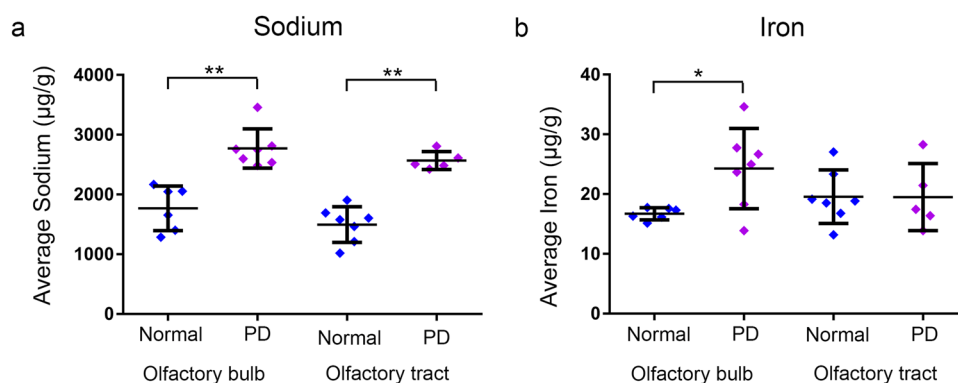 a
Sodium
Average Sodium (µg/g)
4000
3000
2000
1000
0
**
**
Normal PD Normal PD
Olfactory bulb Olfactory tract
b
Iron
Average Iron (µg/g)
40
30
20
10
0
*
Normal PD Normal PD
Olfactory bulb Olfactory tract